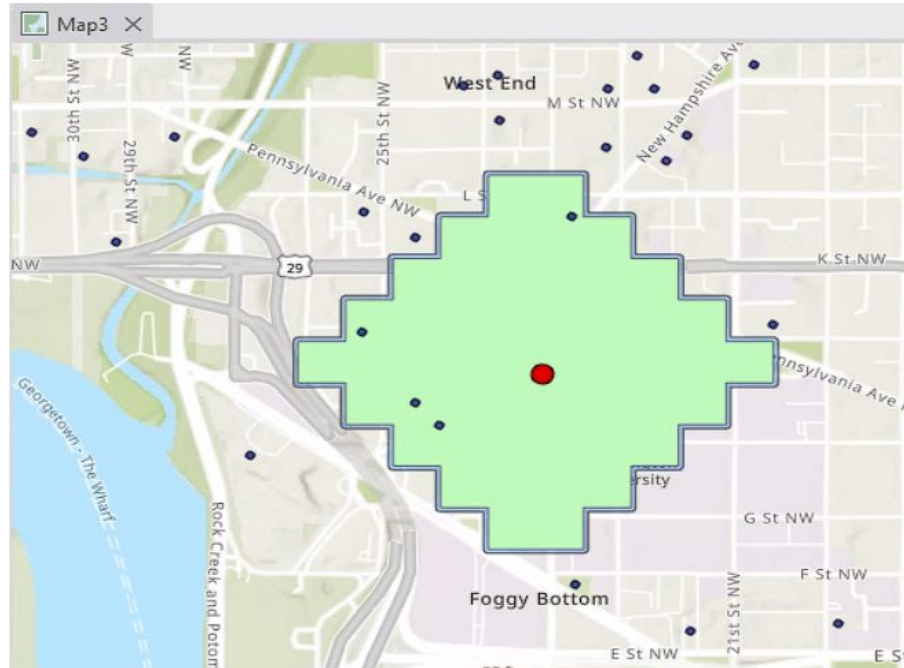 Map3
30th St NW
29th St NW
25th St NW
West End
M St NW
New Hampshire Ave
Pennsylvania Ave NW
L S
NW
29
K St NW
nnsylvania Ave N
Georgetown - The Wharf
Rock Creek and Potom
ersity
G St NW
F St NW
Foggy Bottom
21st St NW
E St NW
E S